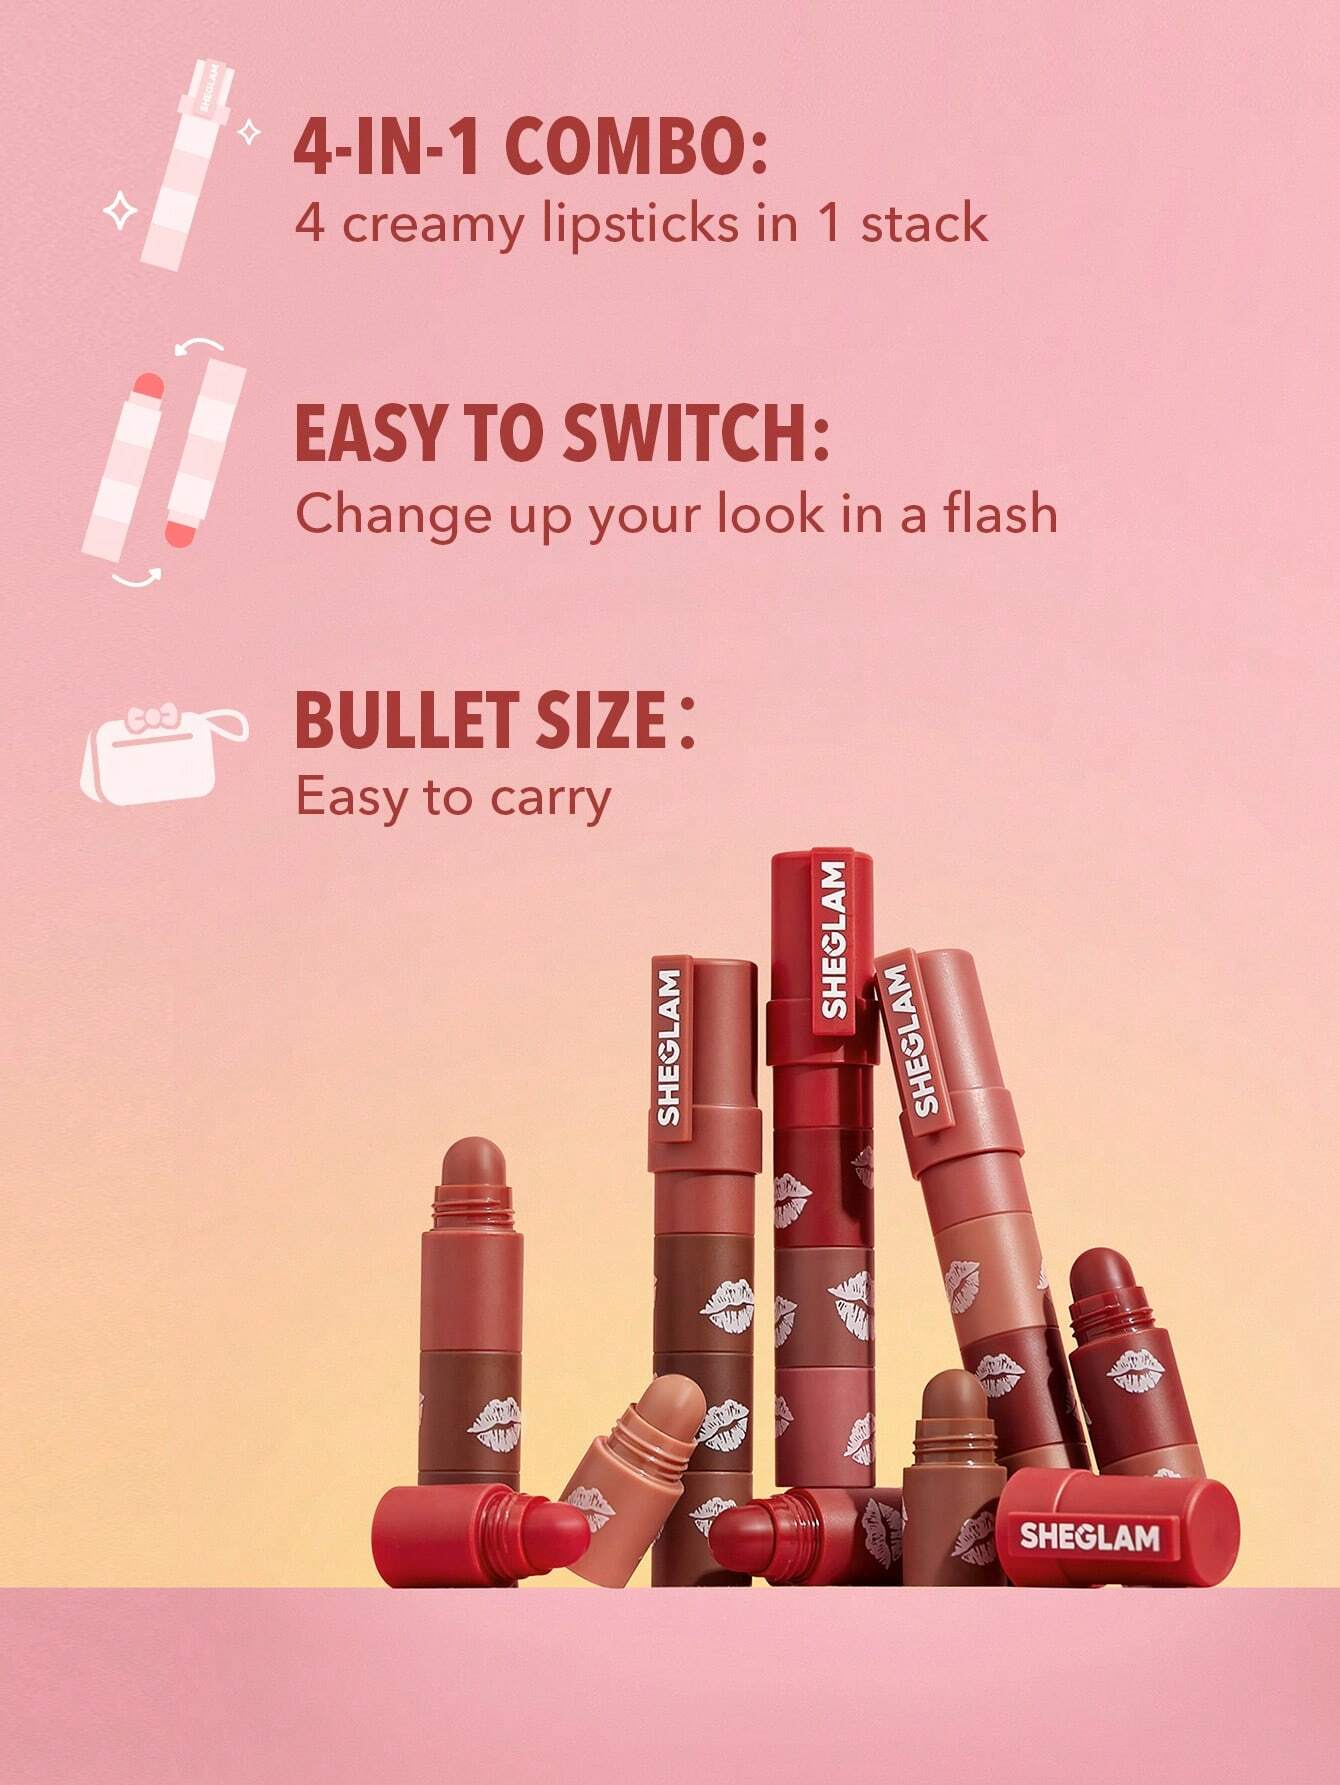 SHEGLAM
4-IN-1 COMBO:
4 creamy lipsticks in 1 stack
EASY TO SWITCH:
Change up your look in a flash
BULLET SIZE:
Easy to carry
SHEGLAM
SHEGLAM
SHEGLAM
SHEGLAM